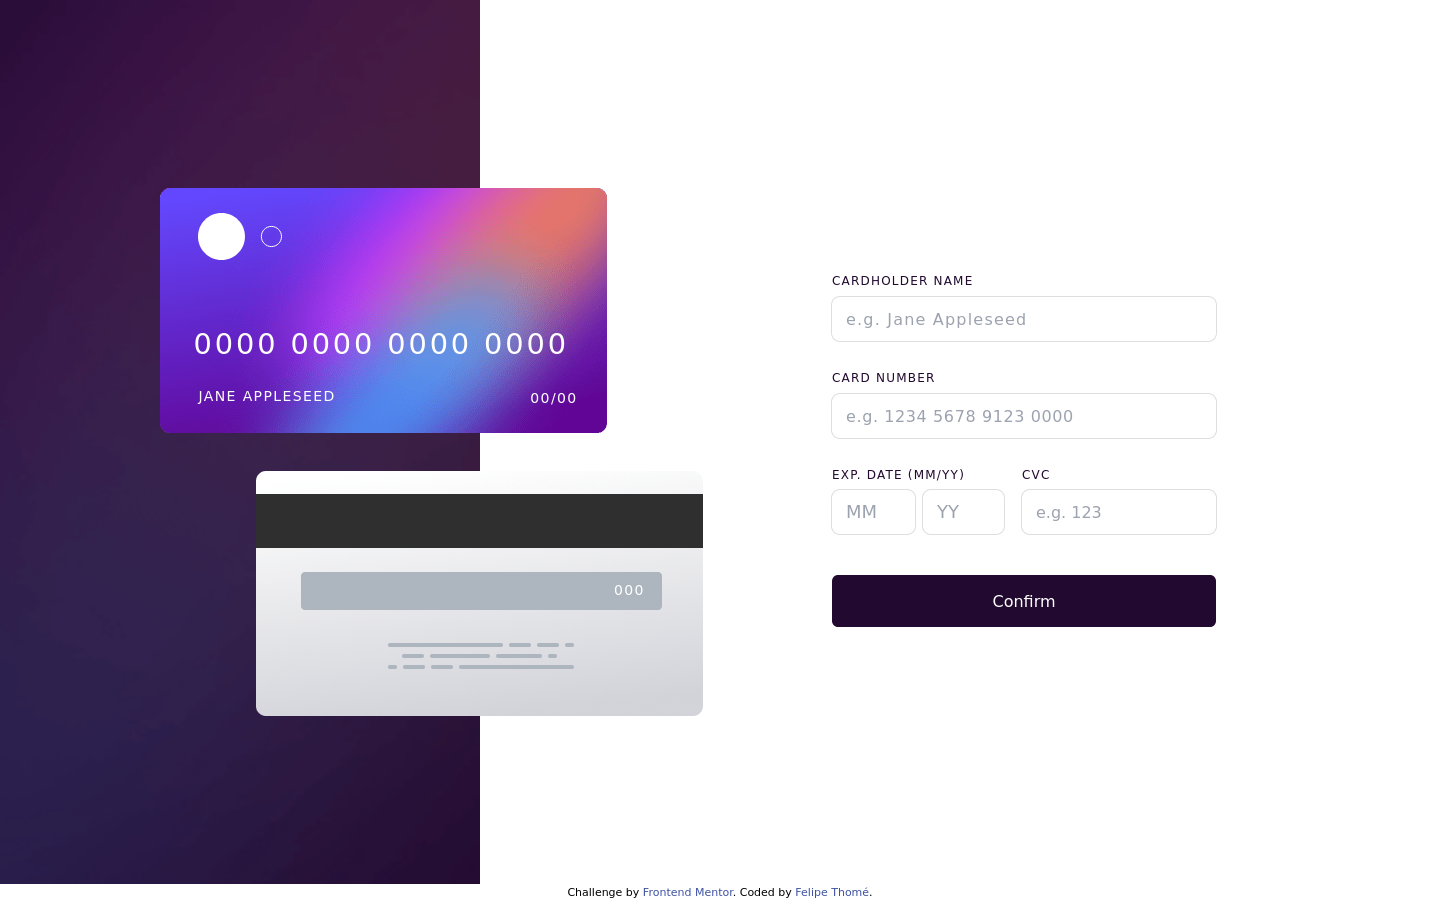 0000 0000 0000 0000
JANE APPLESEED
00/00
000
CARDHOLDER NAME
e.g. Jane Appleseed
CARD NUMBER
e.g. 1234 5678 9123 0000
EXP. DATE (MM/YY)
CVC
MM
YY
e.g. 123
Confirm
Challenge by Frontend Mentor. Coded by Felipe Thomé.